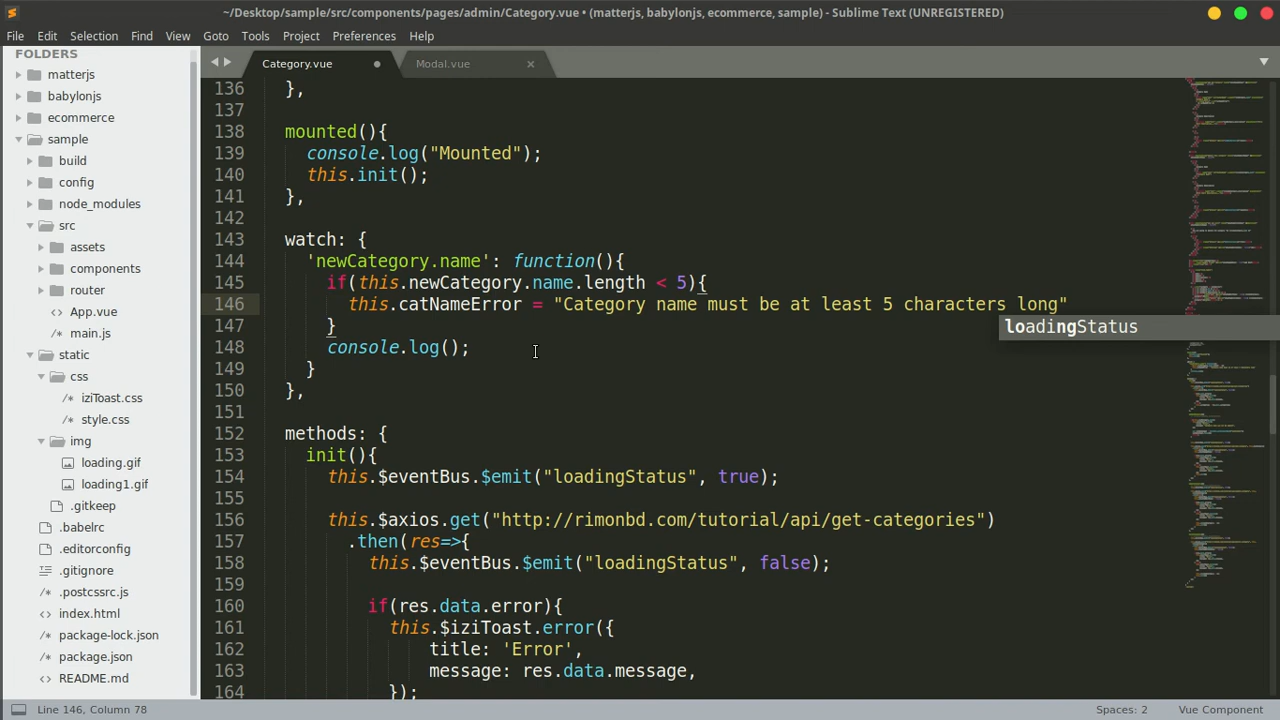 ~/Desktop/sample/src/components/pages/admin/Category.vue • (matterjs, babylonjs, ecommerce, sample) - Sublime Text (UNREGISTERED)
File Edit Selection Find View Goto Tools Project Preferences Help
FOLDERS
matterjs
babylonjs
ecommerce
sample
build
config
node_modules
src
assets
components
router
App.vue
main.js
static
css
iziToast.css
style.css
img
loading.gif
loading1.gif
.gitkeep
.babelrc
.editorconfig
.gitignore
.postcssrc.js
index.html
package-lock.json
package.json
README.md
Category.vue Modal.vue
136 },
137
138 mounted(){
139 console.log("Mounted");
140 this.init();
141 },
142
143 watch: {
144 'newCategory.name': function(){
145 if(this.newCategory.name.length < 5){
146 this.catNameError = "Category name must be at least 5 characters long"
loadingStatus
147 }
148 console.log();
149 }
150 },
151
152 methods: {
153 init(){
154 this.$eventBus.$emit("loadingStatus", true);
155
156 this.$axios.get("http://rimonbd.com/tutorial/api/get-categories")
157 .then(res=>{
158 this.$eventBus.$emit("loadingStatus", false);
159
160 if(res.data.error){
161 this.$iziToast.error({
162 title: 'Error',
163 message: res.data.message,
164 });
Line 146, Column 78 Spaces: 2 Vue Component